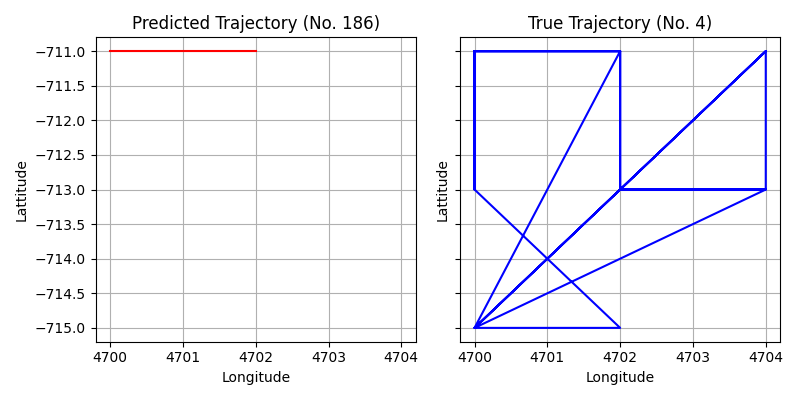 Predicted Trajectory (No. 186)
−711.0
−711.5
−712.0
−712.5
−713.0
−713.5
−714.0
−714.5
−715.0
Lattitude
4700 4701 4702 4703 4704
Longitude
True Trajectory (No. 4)
Lattitude
4700 4701 4702 4703 4704
Longitude